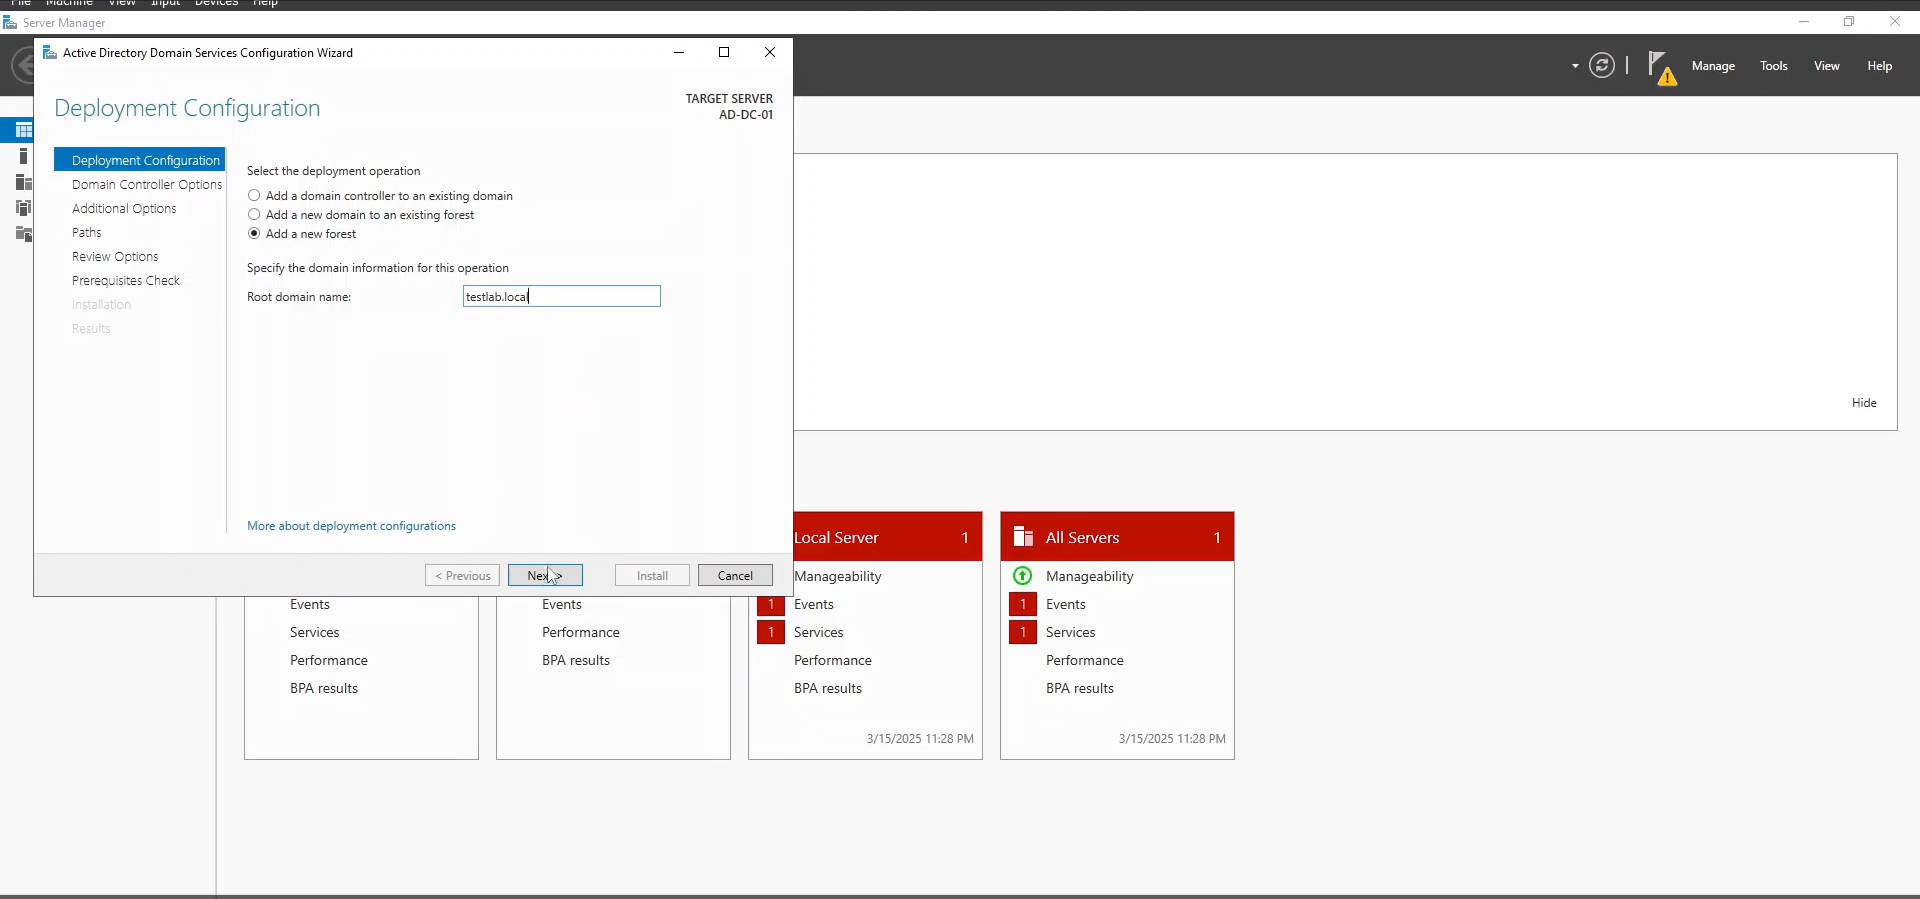 File Machine View Input Devices Help
Server Manager
Active Directory Domain Services Configuration Wizard
Manage Tools View Help
Deployment Configuration
TARGET SERVER
AD-DC-01
Deployment Configuration
Domain Controller Options
Additional Options
Paths
Review Options
Prerequisites Check
Installation
Results
Select the deployment operation
Add a domain controller to an existing domain
Add a new domain to an existing forest
Add a new forest
Specify the domain information for this operation
Root domain name: testlab.local
More about deployment configurations
< Previous Next > Install Cancel
Hide
Events
Services
Performance
BPA results
Events
Performance
BPA results
Local Server 1
Manageability
1 Events
1 Services
Performance
BPA results
3/15/2025 11:28 PM
All Servers 1
Manageability
1 Events
1 Services
Performance
BPA results
3/15/2025 11:28 PM